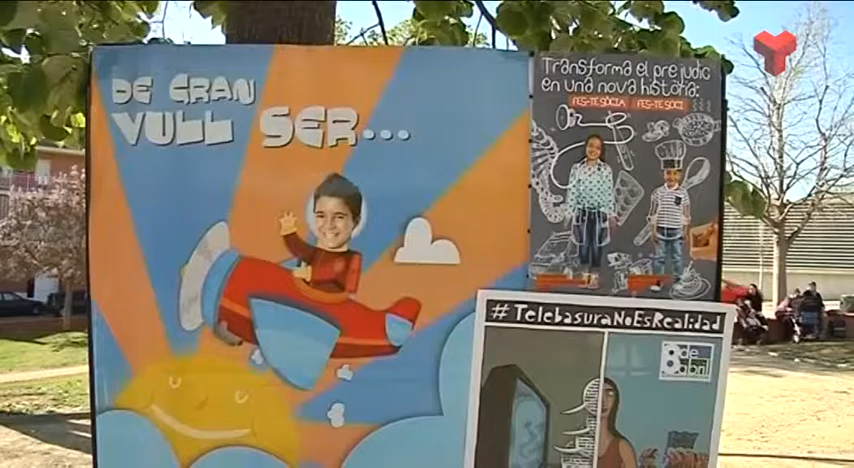 DE GRAN
VULL SER...
Transforma el prejudici
en una nova història:
FES-TE SÒCIA FES-TE SOCI
#TelebasuraNoEsRealidad
8 de
abril